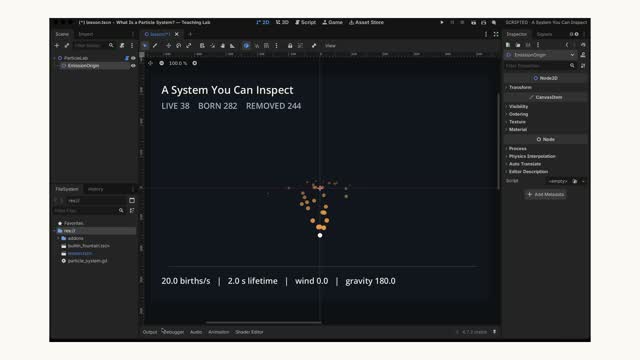 (*) lesson.tscn - What Is a Particle System? — Teaching Lab
2D 3D Script Game Asset Store
SCRIPTED A System You Can Inspect
Scene Import
lesson(*)
Inspector Signals
View
ParticleLab
EmissionOrigin
EmissionOrigin
100.0 %
Node2D
Transform
CanvasItem
Visibility
Ordering
Texture
Material
Node
Process
Physics Interpolation
Auto Translate
Editor Description
Script <empty>
Add Metadata
A System You Can Inspect
LIVE 38 BORN 282 REMOVED 244
20.0 births/s | 2.0 s lifetime | wind 0.0 | gravity 180.0
FileSystem History
res://
Favorites:
res://
addons
builtin_fountain.tscn
lesson.tscn
particle_system.gd
Output Debugger Audio Animation Shader Editor